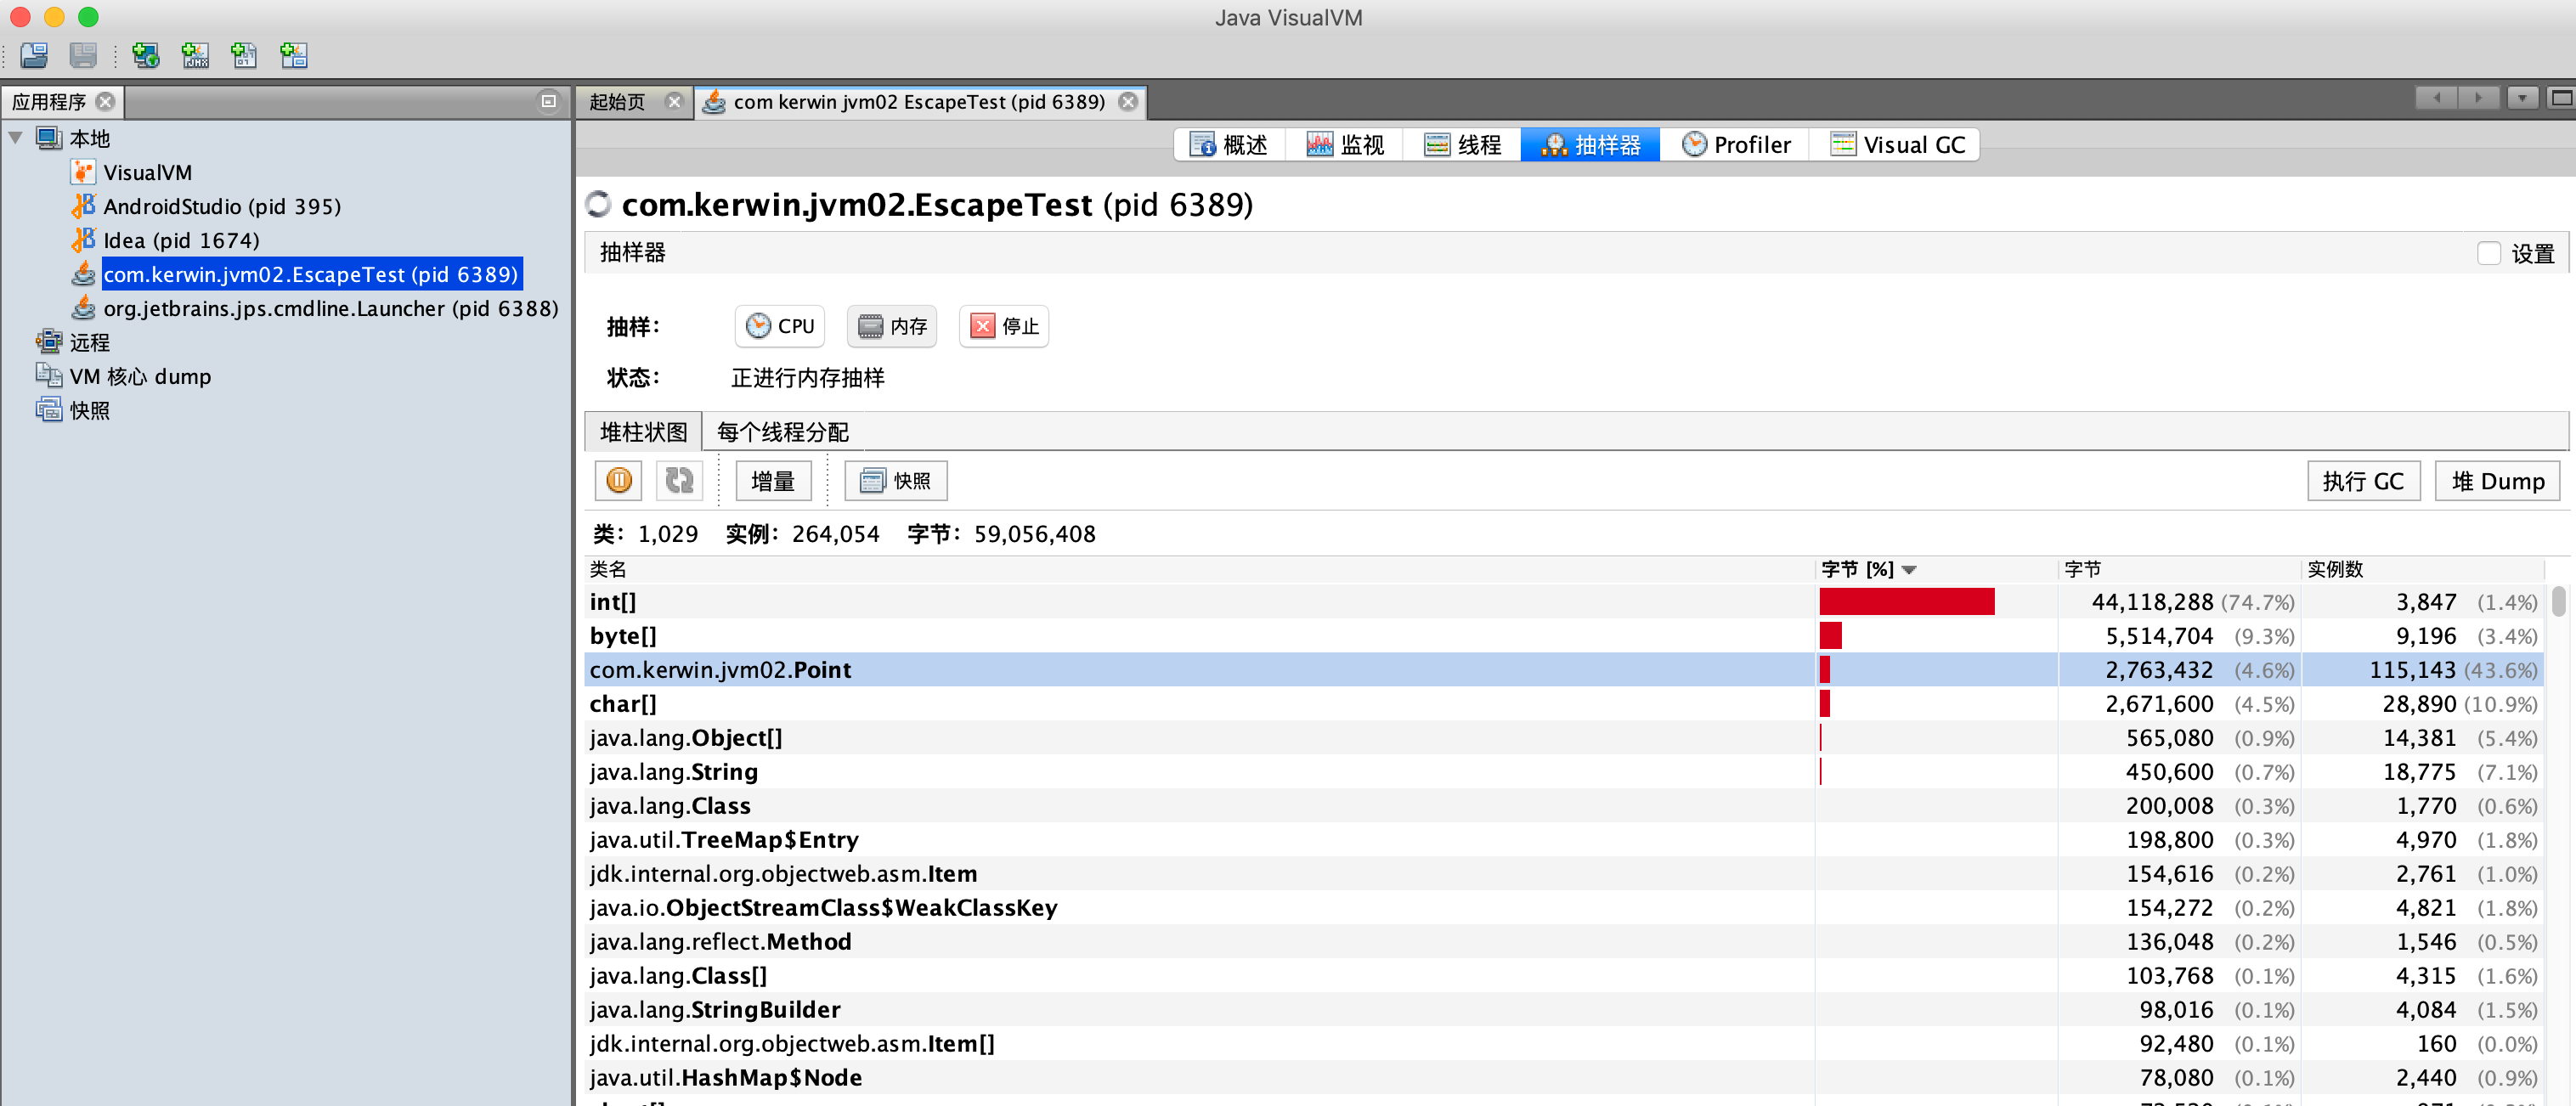 Java VisualVM
应用程序
起始页
com kerwin jvm02 EscapeTest (pid 6389)
本地
VisualVM
AndroidStudio (pid 395)
Idea (pid 1674)
com.kerwin.jvm02.EscapeTest (pid 6389)
org.jetbrains.jps.cmdline.Launcher (pid 6388)
远程
VM 核心 dump
快照
概述 监视 线程 抽样器 Profiler Visual GC
com.kerwin.jvm02.EscapeTest (pid 6389)
抽样器 设置
抽样： CPU 内存 停止
状态： 正进行内存抽样
堆柱状图 每个线程分配
增量 快照 执行 GC 堆 Dump
类： 1,029 实例： 264,054 字节： 59,056,408
类名 字节 [%] 字节 实例数
int[] 44,118,288 (74.7%) 3,847 (1.4%)
byte[] 5,514,704 (9.3%) 9,196 (3.4%)
com.kerwin.jvm02.Point 2,763,432 (4.6%) 115,143 (43.6%)
char[] 2,671,600 (4.5%) 28,890 (10.9%)
java.lang.Object[] 565,080 (0.9%) 14,381 (5.4%)
java.lang.String 450,600 (0.7%) 18,775 (7.1%)
java.lang.Class 200,008 (0.3%) 1,770 (0.6%)
java.util.TreeMap$Entry 198,800 (0.3%) 4,970 (1.8%)
jdk.internal.org.objectweb.asm.Item 154,616 (0.2%) 2,761 (1.0%)
java.io.ObjectStreamClass$WeakClassKey 154,272 (0.2%) 4,821 (1.8%)
java.lang.reflect.Method 136,048 (0.2%) 1,546 (0.5%)
java.lang.Class[] 103,768 (0.1%) 4,315 (1.6%)
java.lang.StringBuilder 98,016 (0.1%) 4,084 (1.5%)
jdk.internal.org.objectweb.asm.Item[] 92,480 (0.1%) 160 (0.0%)
java.util.HashMap$Node 78,080 (0.1%) 2,440 (0.9%)